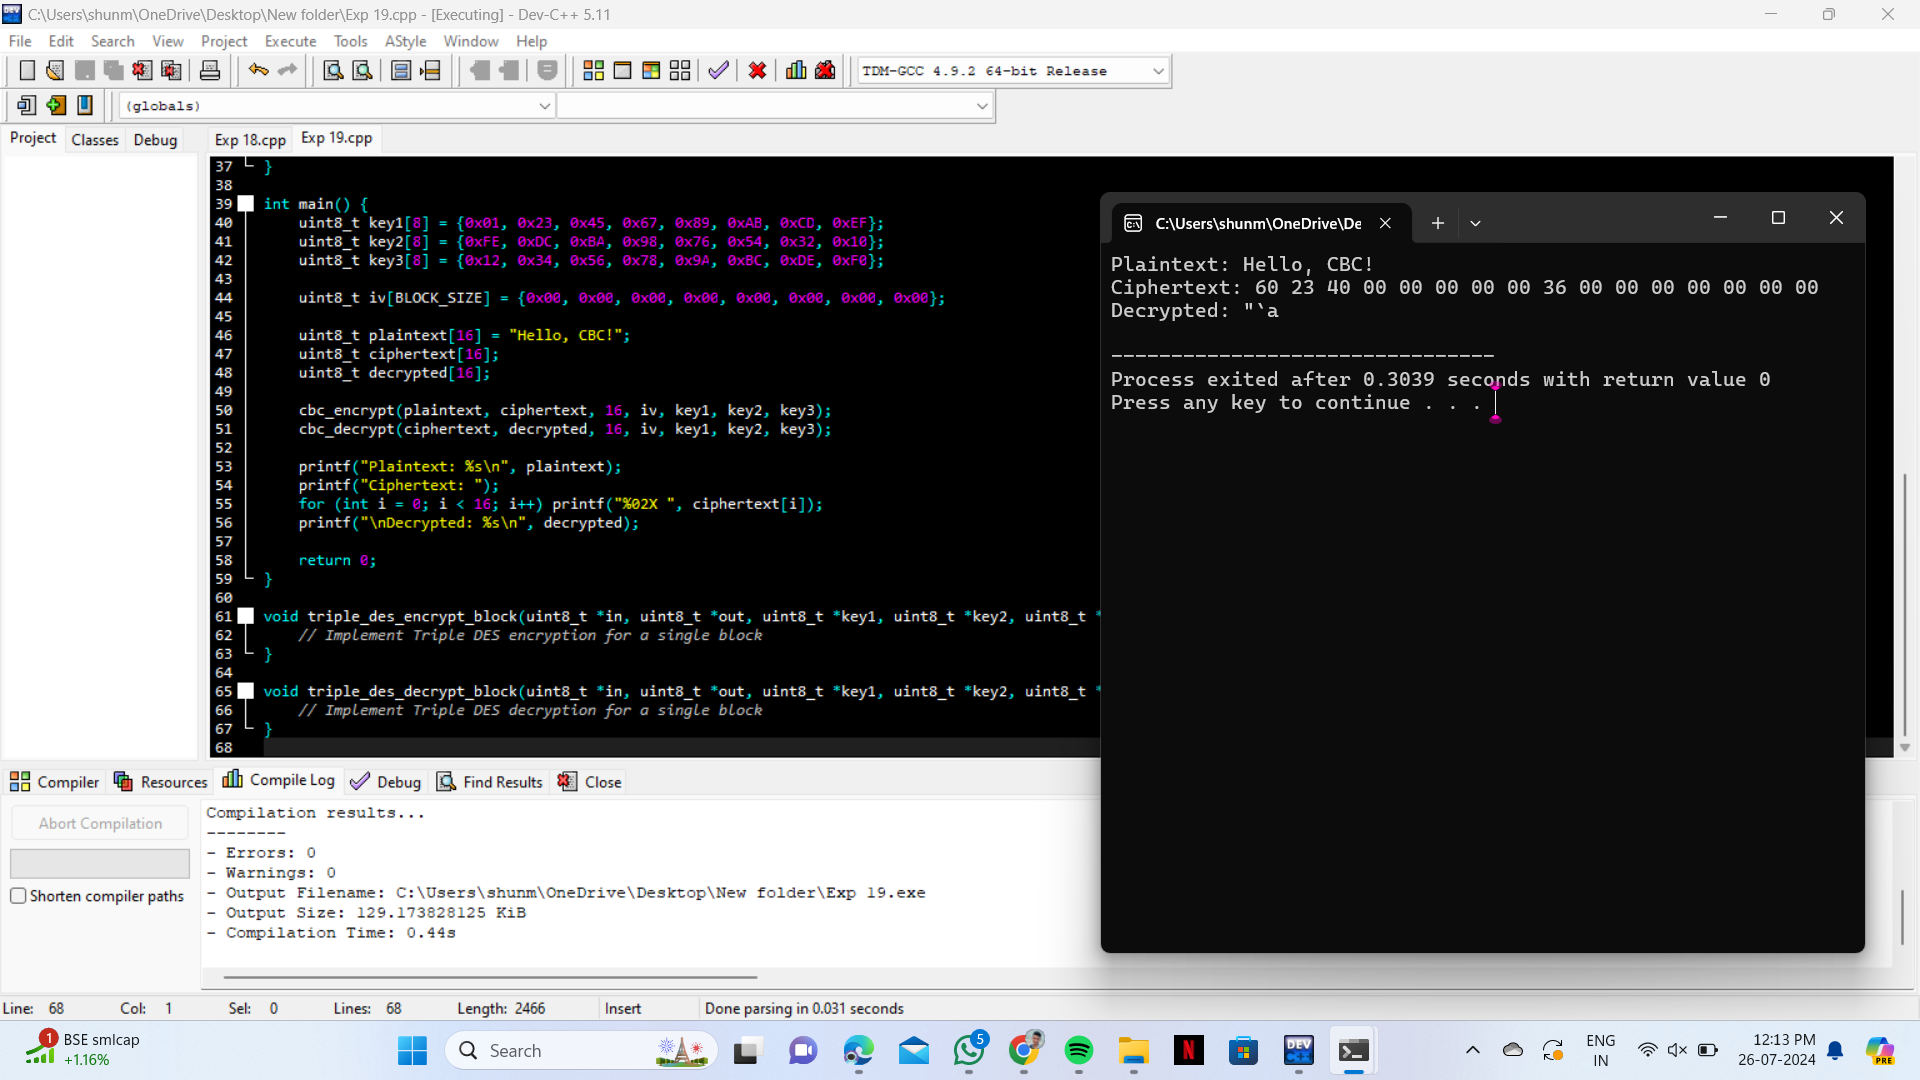 C:\Users\shunm\OneDrive\Desktop\New folder\Exp 19.cpp - [Executing] - Dev-C++ 5.11
File Edit Search View Project Execute Tools AStyle Window Help
TDM-GCC 4.9.2 64-bit Release
(globals)
Project Classes Debug Exp 18.cpp Exp 19.cpp
37 }
38
39 int main() {
40 uint8_t key1[8] = {0x01, 0x23, 0x45, 0x67, 0x89, 0xAB, 0xCD, 0xEF};
41 uint8_t key2[8] = {0xFE, 0xDC, 0xBA, 0x98, 0x76, 0x54, 0x32, 0x10};
42 uint8_t key3[8] = {0x12, 0x34, 0x56, 0x78, 0x9A, 0xBC, 0xDE, 0xF0};
43
44 uint8_t iv[BLOCK_SIZE] = {0x00, 0x00, 0x00, 0x00, 0x00, 0x00, 0x00, 0x00};
45
46 uint8_t plaintext[16] = "Hello, CBC!";
47 uint8_t ciphertext[16];
48 uint8_t decrypted[16];
49
50 cbc_encrypt(plaintext, ciphertext, 16, iv, key1, key2, key3);
51 cbc_decrypt(ciphertext, decrypted, 16, iv, key1, key2, key3);
52
53 printf("Plaintext: %s\n", plaintext);
54 printf("Ciphertext: ");
55 for (int i = 0; i < 16; i++) printf("%02X ", ciphertext[i]);
56 printf("\nDecrypted: %s\n", decrypted);
57
58 return 0;
59 }
60
61 void triple_des_encrypt_block(uint8_t *in, uint8_t *out, uint8_t *key1, uint8_t *key2, uint8_t *
62 // Implement Triple DES encryption for a single block
63 }
64
65 void triple_des_decrypt_block(uint8_t *in, uint8_t *out, uint8_t *key1, uint8_t *key2, uint8_t *
66 // Implement Triple DES decryption for a single block
67 }
68
C:\Users\shunm\OneDrive\De
Plaintext: Hello, CBC!
Ciphertext: 60 23 40 00 00 00 00 00 36 00 00 00 00 00 00 00
Decrypted: "`a
--------------------------------
Process exited after 0.3039 seconds with return value 0
Press any key to continue . . .
Compiler Resources Compile Log Debug Find Results Close
Abort Compilation
Shorten compiler paths
Compilation results...
--------
- Errors: 0
- Warnings: 0
- Output Filename: C:\Users\shunm\OneDrive\Desktop\New folder\Exp 19.exe
- Output Size: 129.173828125 KiB
- Compilation Time: 0.44s
Line: 68 Col: 1 Sel: 0 Lines: 68 Length: 2466 Insert Done parsing in 0.031 seconds
1
BSE smlcap
+1.16%
Search
DEV
C++
5
N
PRE
ENG
IN
12:13 PM
26-07-2024